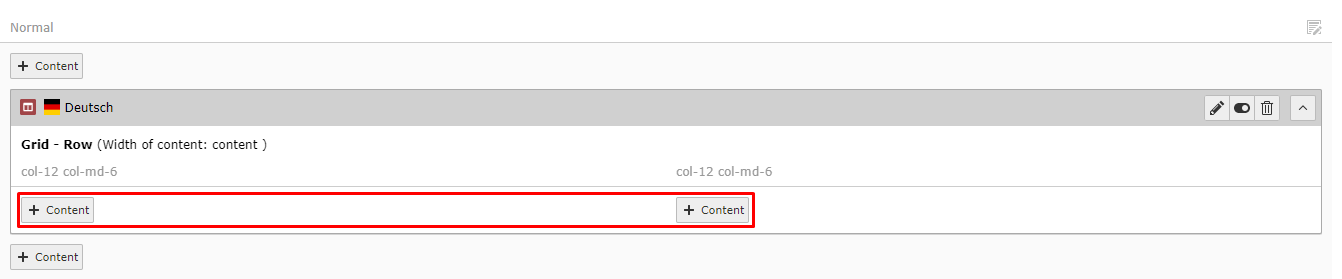 Normal
+ Content
Deutsch
Grid - Row (Width of content: content )
col-12 col-md-6 col-12 col-md-6
+ Content + Content
+ Content